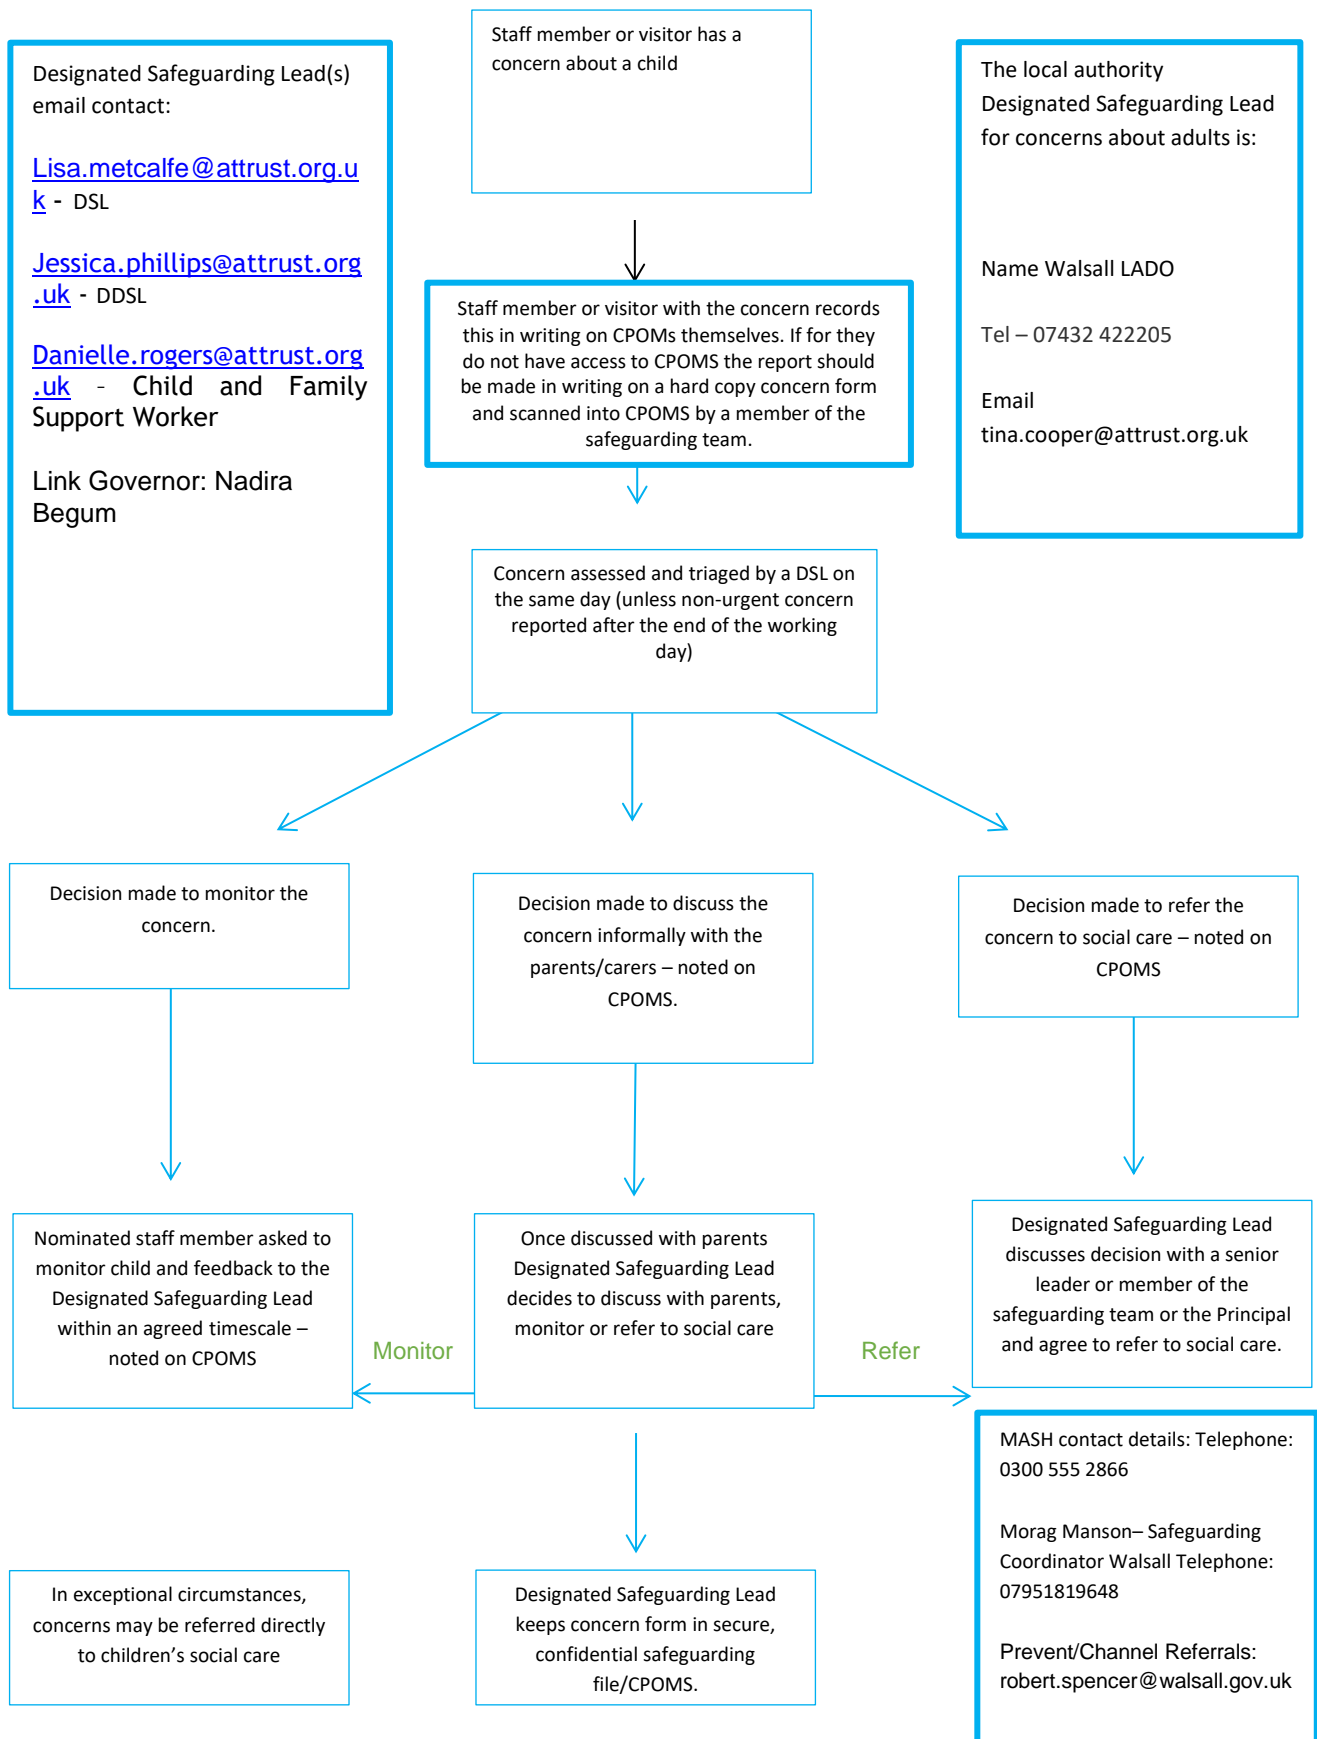 Staff member or visitor has a
concern about a child
Designated Safeguarding Lead(s)
email contact:
Lisa.metcalfe@attrust.org.u
k - DSL
Jessica.phillips@attrust.org
.uk - DDSL
Danielle.rogers@attrust.org
.uk - Child and Family
Support Worker
Link Governor: Nadira
Begum
The local authority
Designated Safeguarding Lead
for concerns about adults is:
Name Walsall LADO
Tel – 07432 422205
Email
tina.cooper@attrust.org.uk
Staff member or visitor with the concern records
this in writing on CPOMs themselves. If for they
do not have access to CPOMS the report should
be made in writing on a hard copy concern form
and scanned into CPOMS by a member of the
safeguarding team.
Concern assessed and triaged by a DSL on
the same day (unless non-urgent concern
reported after the end of the working
day)
Decision made to monitor the
concern.
Decision made to discuss the
concern informally with the
parents/carers – noted on
CPOMS.
Decision made to refer the
concern to social care – noted on
CPOMS
Nominated staff member asked to
monitor child and feedback to the
Designated Safeguarding Lead
within an agreed timescale –
noted on CPOMS
Monitor
Once discussed with parents
Designated Safeguarding Lead
decides to discuss with parents,
monitor or refer to social care
Refer
Designated Safeguarding Lead
discusses decision with a senior
leader or member of the
safeguarding team or the Principal
and agree to refer to social care.
In exceptional circumstances,
concerns may be referred directly
to children’s social care
Designated Safeguarding Lead
keeps concern form in secure,
confidential safeguarding
file/CPOMS.
MASH contact details: Telephone:
0300 555 2866
Morag Manson– Safeguarding
Coordinator Walsall Telephone:
07951819648
Prevent/Channel Referrals:
robert.spencer@walsall.gov.uk